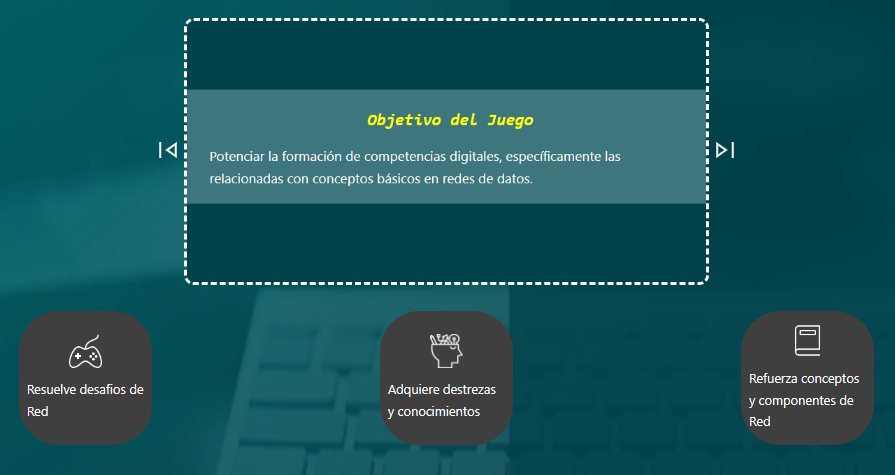 Objetivo del Juego
Potenciar la formación de competencias digitales, específicamente las
relacionadas con conceptos básicos en redes de datos.
Resuelve desafios de
Red
Adquiere destrezas
y conocimientos
Refuerza conceptos
y componentes de
Red